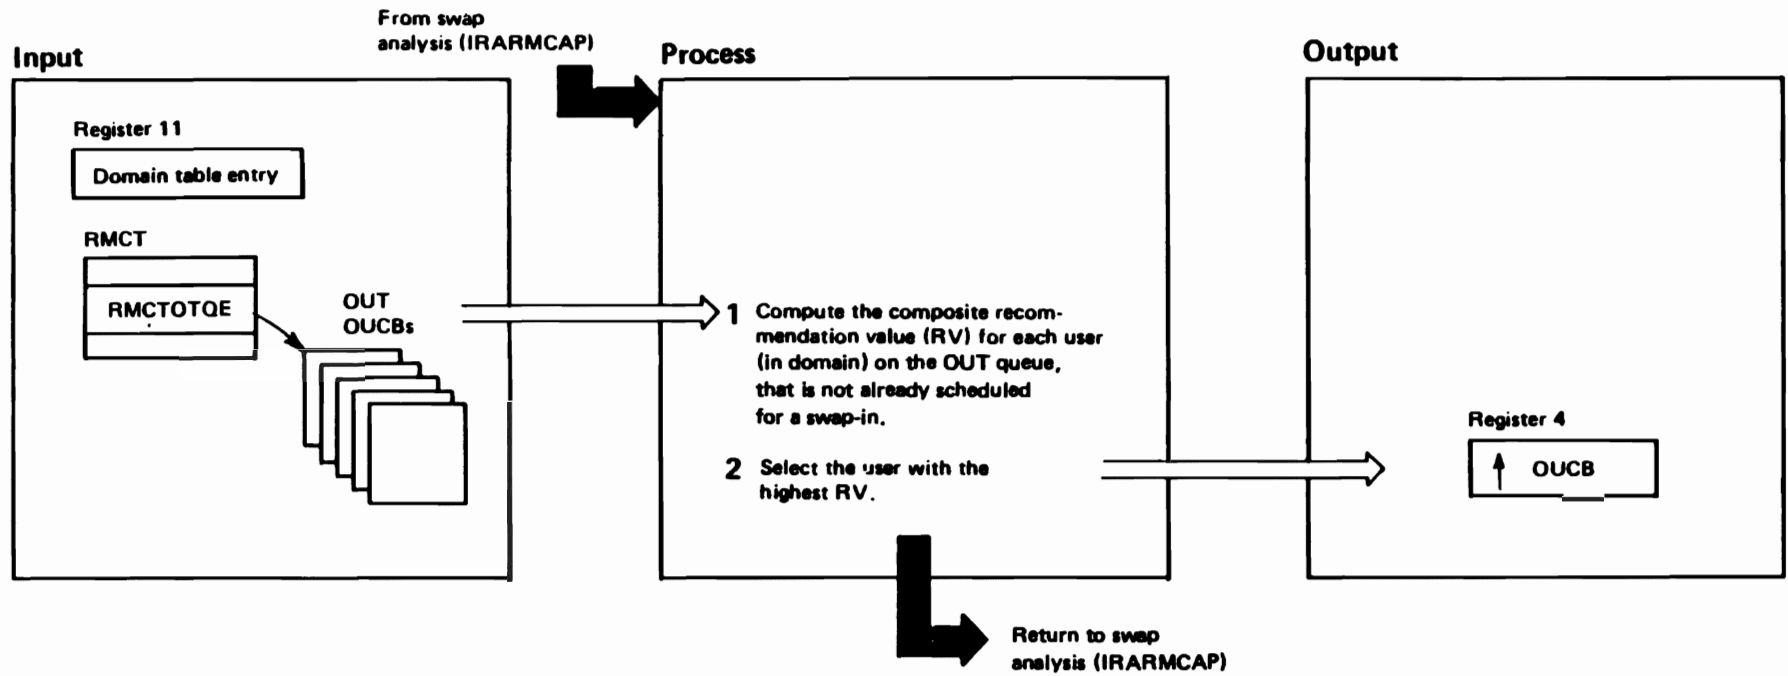 From swap
analysis (IRARMCAP)
Input
Process
Output
Register 11
Domain table entry
RMCT
RMCTOTQE
OUT
OUCBs
1 Compute the composite recom-
mendation value (RV) for each user
(in domain) on the OUT queue,
that is not already scheduled
for a swap-in.
2 Select the user with the
highest RV.
Register 4
OUCB
Return to swap
analysis (IRARMCAP)